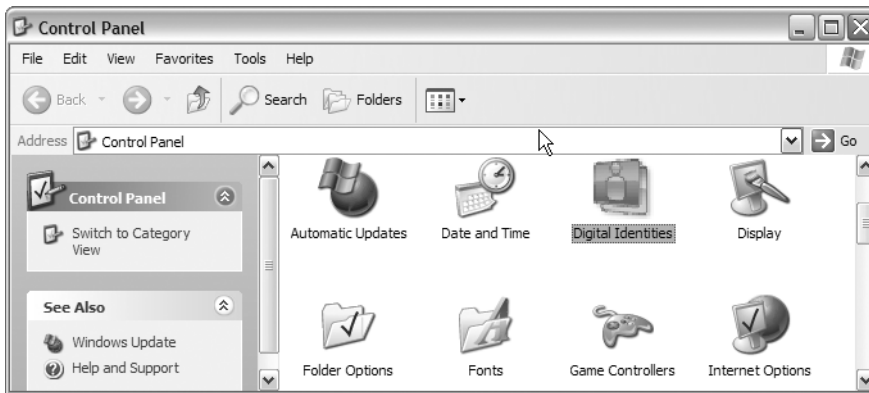 Control Panel
File Edit View Favorites Tools Help
Back Search Folders
Address Control Panel Go
Control Panel
Switch to Category
View
See Also
Windows Update
Help and Support
Automatic Updates Date and Time Digital Identities Display
Folder Options Fonts Game Controllers Internet Options